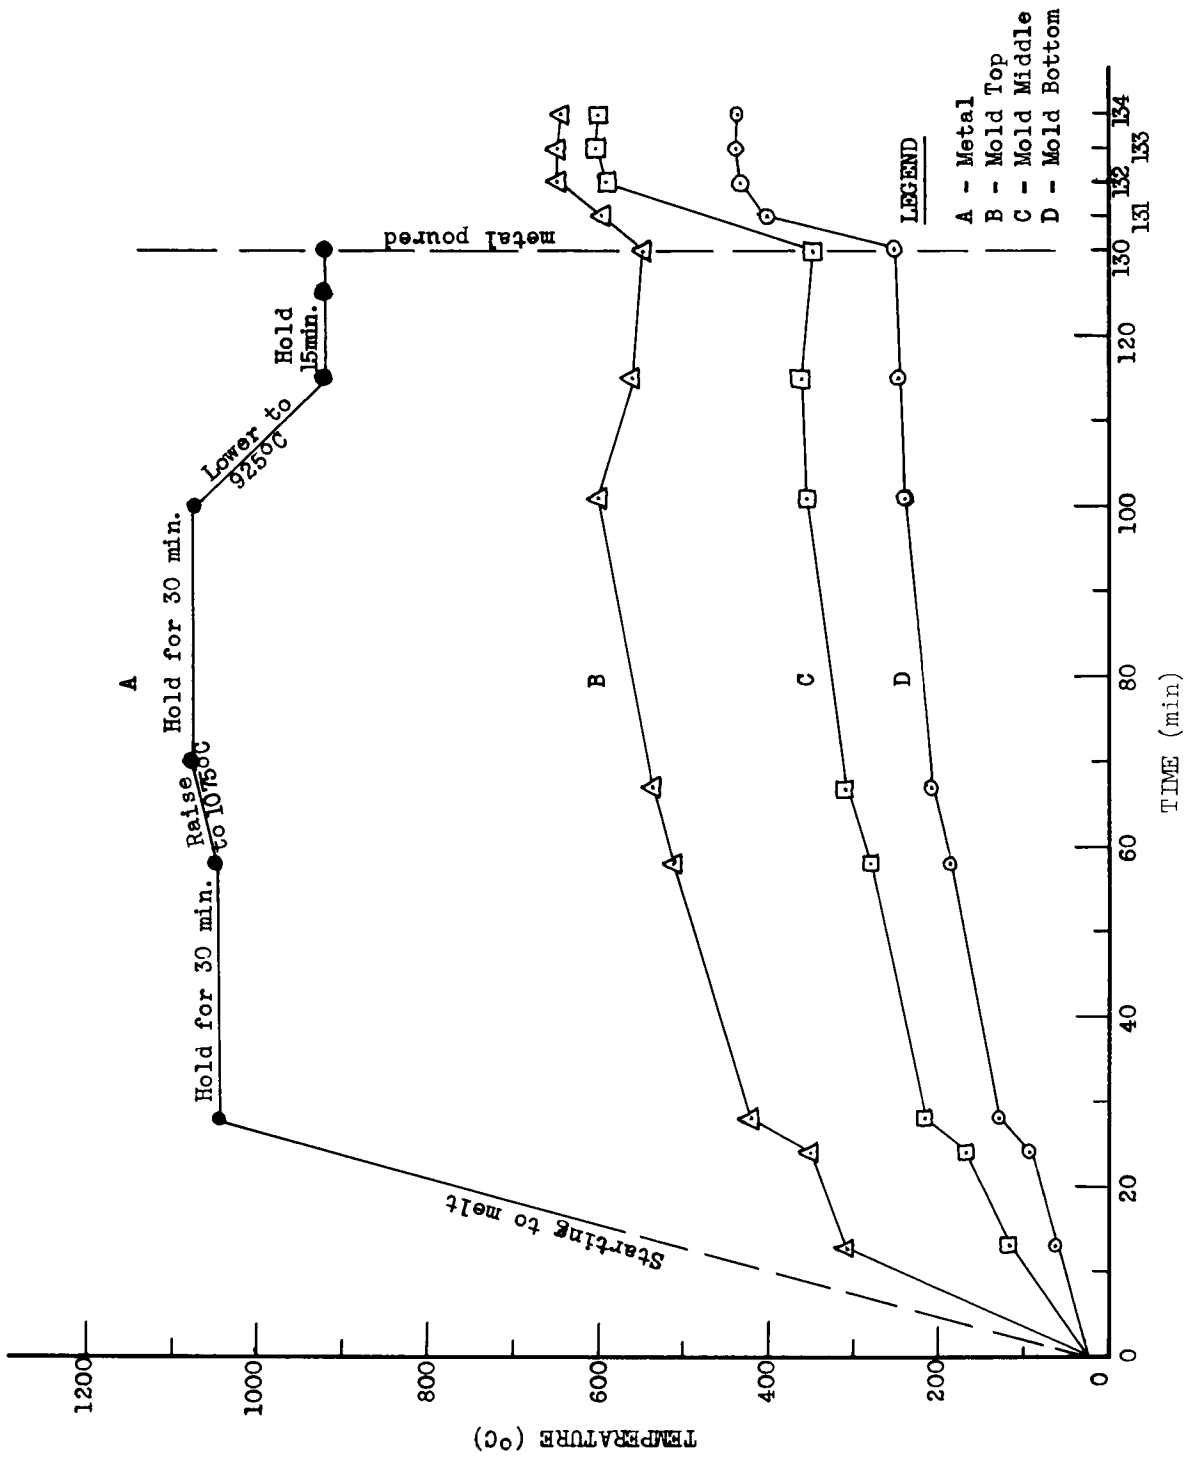 TEMPERATURE (°C)
1200
1000
800
600
400
200
0
0
20
40
60
80
100
120
130
131
132
133
134
TIME (min)
Starting to melt
Hold for 30 min.
Raise
to 1075°C
Hold for 30 min.
Lower to
925°C
Hold
15min.
metal poured
A
B
C
D
LEGEND
A - Metal
B - Mold Top
C - Mold Middle
D - Mold Bottom